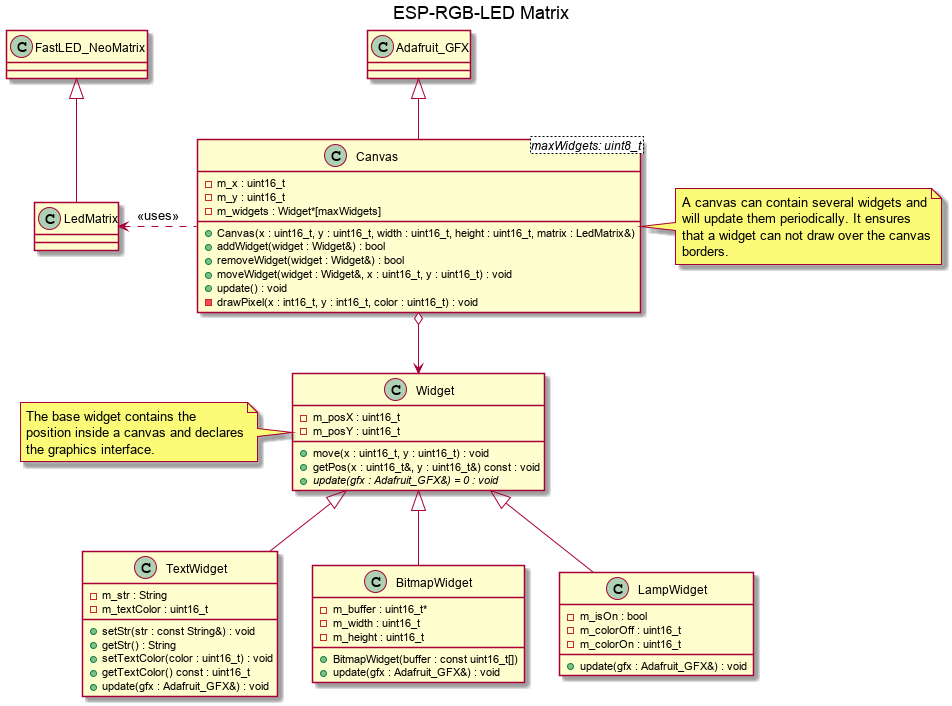 ESP-RGB-LED Matrix
C FastLED_NeoMatrix
C Adafruit_GFX
maxWidgets: uint8_t
C Canvas
m_x : uint16_t
m_y : uint16_t
m_widgets : Widget*[maxWidgets]
Canvas(x : uint16_t, y : uint16_t, width : uint16_t, height : uint16_t, matrix : LedMatrix&)
addWidget(widget : Widget&) : bool
removeWidget(widget : Widget&) : bool
moveWidget(widget : Widget&, x : uint16_t, y : uint16_t) : void
update() : void
drawPixel(x : int16_t, y : int16_t, color : uint16_t) : void
C LedMatrix
«uses»
A canvas can contain several widgets and
will update them periodically. It ensures
that a widget can not draw over the canvas
borders.
C Widget
m_posX : uint16_t
m_posY : uint16_t
move(x : uint16_t, y : uint16_t) : void
getPos(x : uint16_t&, y : uint16_t&) const : void
update(gfx : Adafruit_GFX&) = 0 : void
The base widget contains the
position inside a canvas and declares
the graphics interface.
C TextWidget
m_str : String
m_textColor : uint16_t
setStr(str : const String&) : void
getStr() : String
setTextColor(color : uint16_t) : void
getTextColor() const : uint16_t
update(gfx : Adafruit_GFX&) : void
C BitmapWidget
m_buffer : uint16_t*
m_width : uint16_t
m_height : uint16_t
BitmapWidget(buffer : const uint16_t[])
update(gfx : Adafruit_GFX&) : void
C LampWidget
m_isOn : bool
m_colorOff : uint16_t
m_colorOn : uint16_t
update(gfx : Adafruit_GFX&) : void